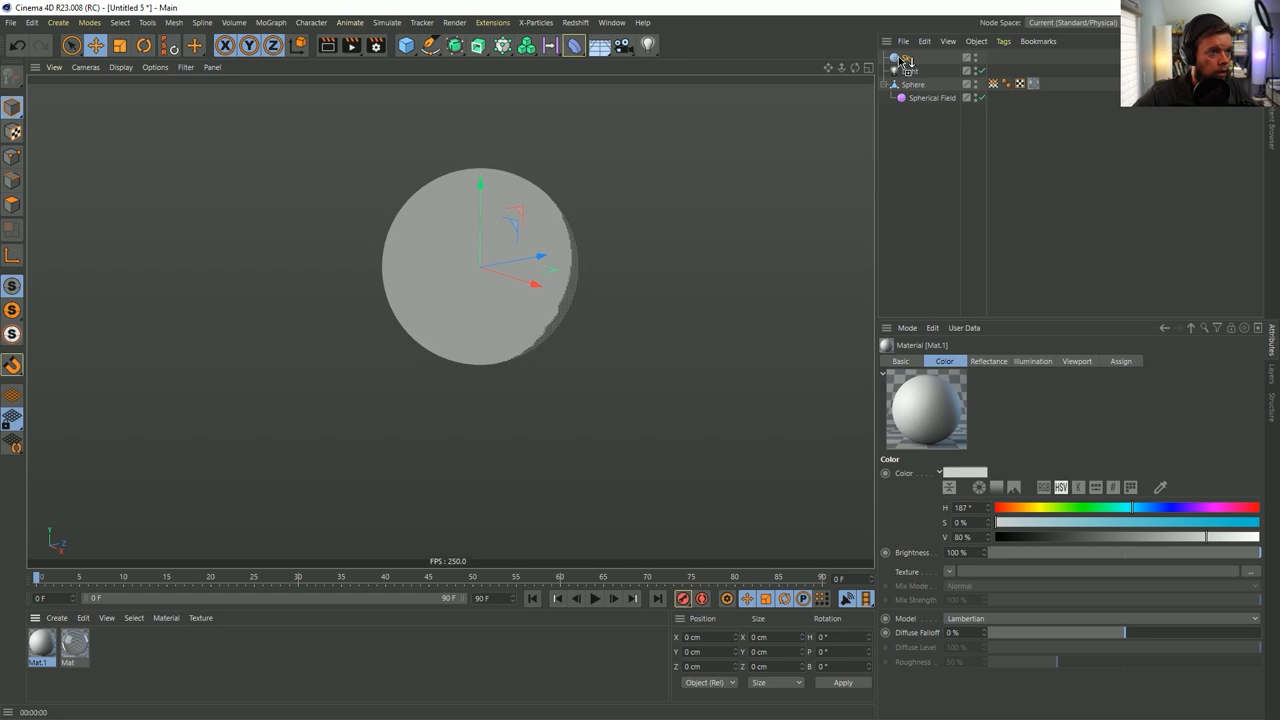 Cinema 4D R23.008 (RC) - [Untitled 5 *] - Main
File Edit Create Modes Select Tools Mesh Spline Volume MoGraph Character Animate Simulate Tracker Render Extensions X-Particles Redshift Window Help
Node Space: Current (Standard/Physical)
X Y Z
View Cameras Display Options Filter Panel
File Edit View Object Tags Bookmarks
Sphere
Spherical Field
Content Browser
S
S
S
Y
Z
X
FPS : 250.0
Mode Edit User Data
Material [Mat.1]
Basic Color Reflectance Illumination Viewport Assign
Attributes
Layers
Structure
Color
Color
RGB HSV K #
H 187 °
S 0 %
V 80 %
Brightness 100 %
Texture ...
Mix Mode Normal
Mix Strength 100 %
Model Lambertian
Diffuse Falloff 0 %
Diffuse Level 100 %
Roughness 50 %
0 5 10 15 20 25 30 35 40 45 50 55 60 65 70 75 80 85 90 0 F
0 F 0 F 90 F 90 F
P
Create Edit View Select Material Texture
Mat.1 Mat
Position Size Rotation
X 0 cm X 0 cm H 0 °
Y 0 cm Y 0 cm P 0 °
Z 0 cm Z 0 cm B 0 °
Object (Rel) Size Apply
00:00:00